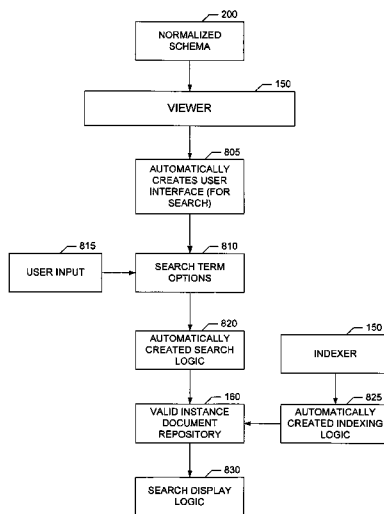 200
NORMALIZED
SCHEMA
150
VIEWER
805
AUTOMATICALLY
CREATES USER
INTERFACE (FOR
SEARCH)
815
USER INPUT
810
SEARCH TERM
OPTIONS
820
AUTOMATICALLY
CREATED SEARCH
LOGIC
150
INDEXER
160
VALID INSTANCE
DOCUMENT
REPOSITORY
825
AUTOMATICALLY
CREATED INDEXING
LOGIC
830
SEARCH DISPLAY
LOGIC